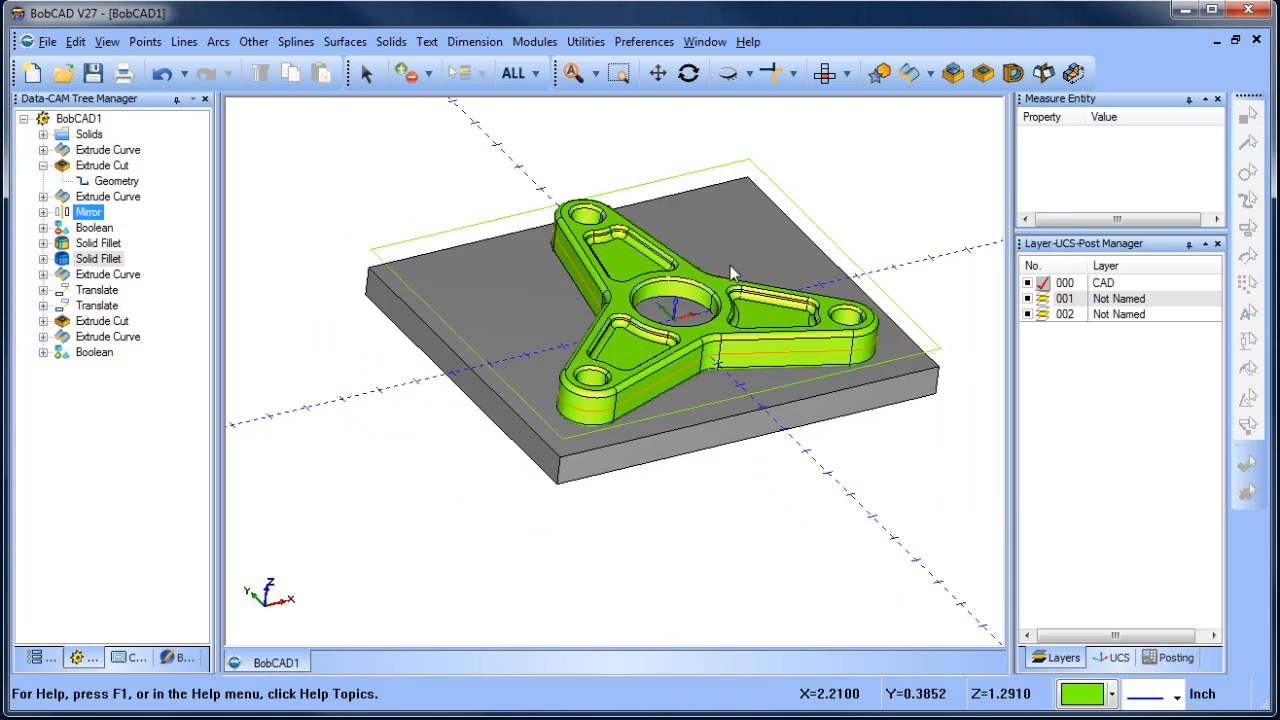 BobCAD V27 - [BobCAD1]
File Edit View Points Lines Arcs Other Splines Surfaces Solids Text Dimension Modules Utilities Preferences Window Help
ALL
Data-CAM Tree Manager
BobCAD1
Solids
Extrude Curve
Extrude Cut
Geometry
Extrude Curve
Mirror
Boolean
Solid Fillet
Solid Fillet
Extrude Curve
Translate
Translate
Extrude Cut
Extrude Curve
Boolean
... ... C... B...
Z
Y
X
BobCAD1
Measure Entity
Property Value
Layer-UCS-Post Manager
No. Layer
000 CAD
001 Not Named
002 Not Named
Layers UCS Posting
For Help, press F1, or in the Help menu, click Help Topics.
X=2.2100 Y=0.3852 Z=1.2910 Inch